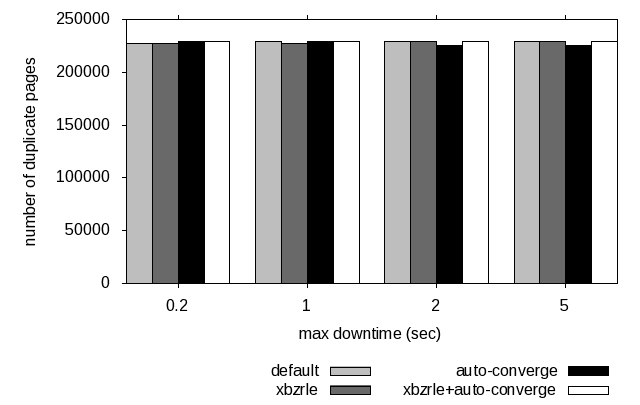 250000
200000
150000
100000
50000
0
number of duplicate pages
0.2 1 2 5
max downtime (sec)
default auto-converge
xbzrle xbzrle+auto-converge